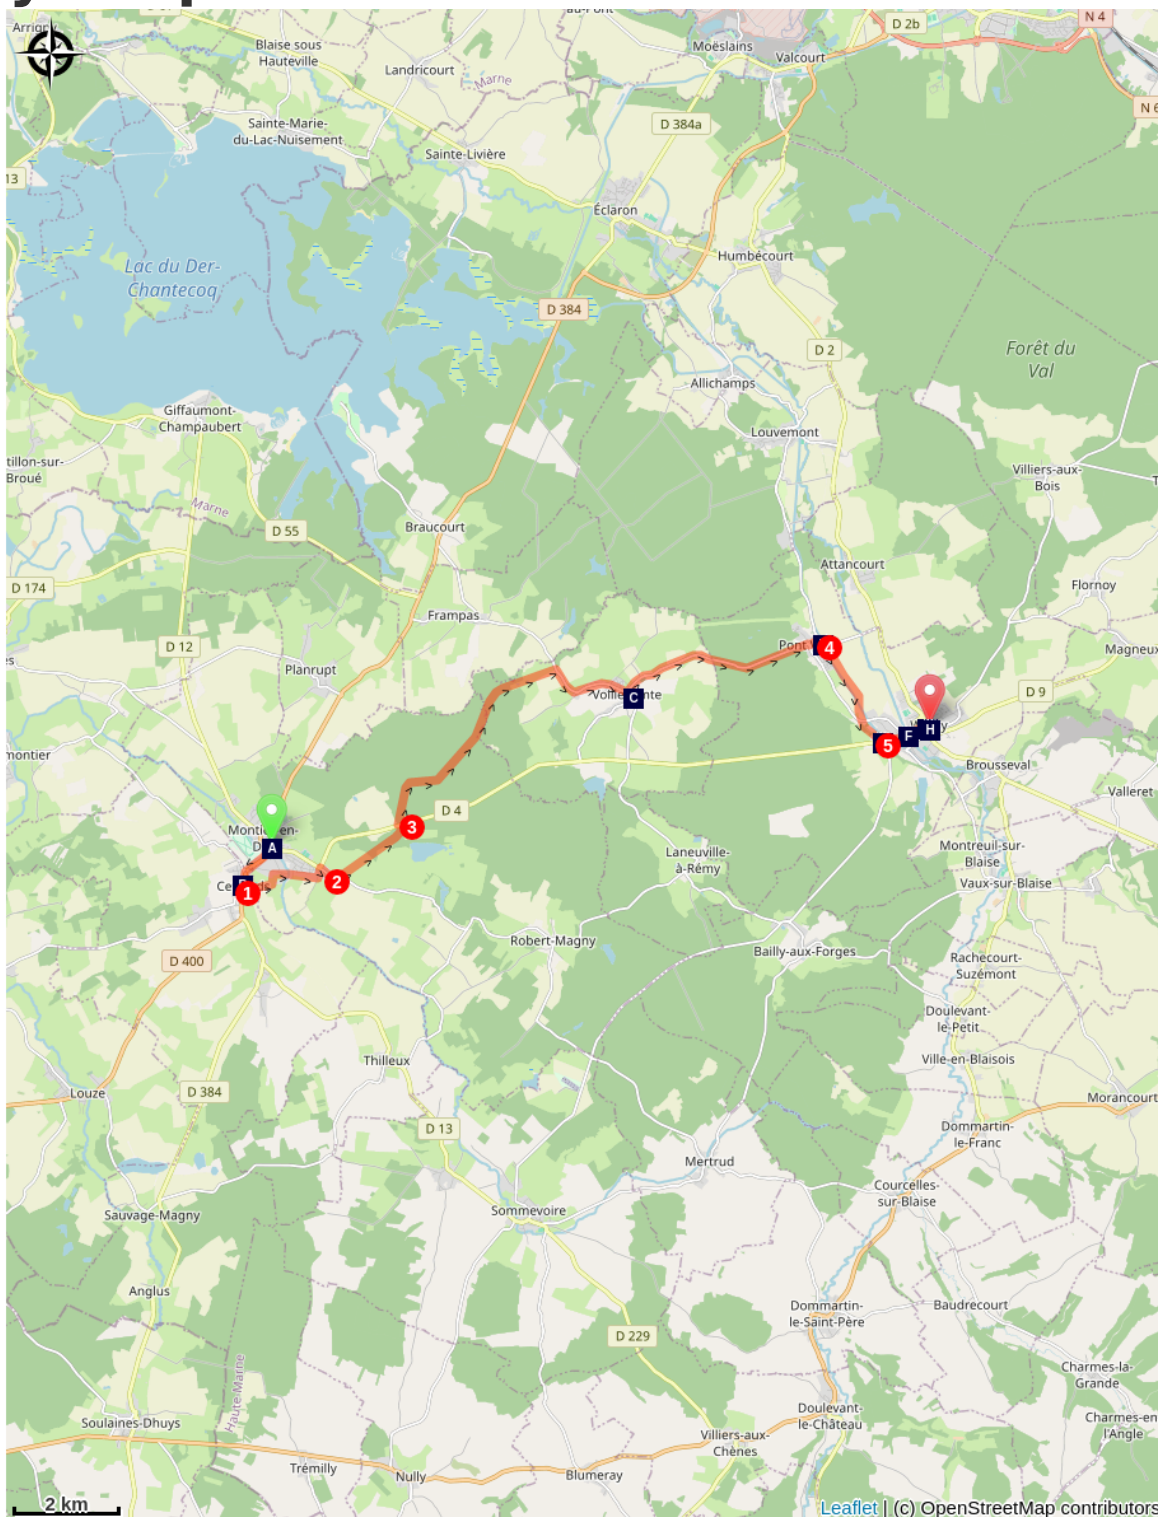 Arrigny
N 4
D 2b
Blaise sous
Hauteville
Moëslains
Valcourt
Landricourt
Marne
N 6
Sainte-Marie-
du-Lac-Nuisement
D 384a
Sainte-Livière
13
Éclaron
Humbécourt
Lac du Der-
Chantecoq
D 384
D 2
Forêt du
Val
Allichamps
Giffaumont-
Champaubert
Louvemont
tillon-sur-
Broué
Villiers-aux-
Bois
Marne
Braucourt
D 55
Attancourt
D 174
Flornoy
Frampas
D 12
Pont
4
Magneux
Planrupt
D 9
C
H
F
5
montier
Brousseval
Valleret
D 4
3
A
Montreuil-sur-
Blaise
Laneuville-
à-Rémy
2
1
Vaux-sur-Blaise
Robert-Magny
Bailly-aux-Forges
D 400
Rachecourt-
Suzémont
Doulevant-
le-Petit
Thilleux
Ville-en-Blaisois
Louze
D 384
Morancourt
D 13
Dommartin-
le-Franc
Mertrud
Courcelles-
sur-Blaise
Sauvage-Magny
Sommevoire
Anglus
Dommartin-
le-Saint-Père
Baudrecourt
D 229
Haute-Marne
Charmes-la-
Grande
Doulevant-
le-Château
Charmes-en
l'Angle
Soulaines-Dhuys
Villiers-aux-
Chênes
Trémilly
Nully
Blumeray
2 km
Leaflet | (c) OpenStreetMap contributors